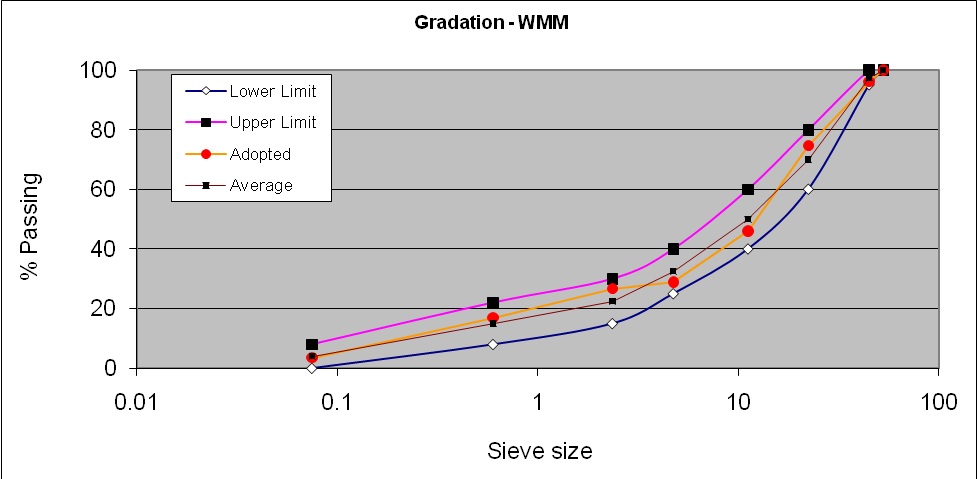 Gradation - WMM
% Passing
100
80
60
40
20
0
Lower Limit
Upper Limit
Adopted
Average
0.01 0.1 1 10 100
Sieve size